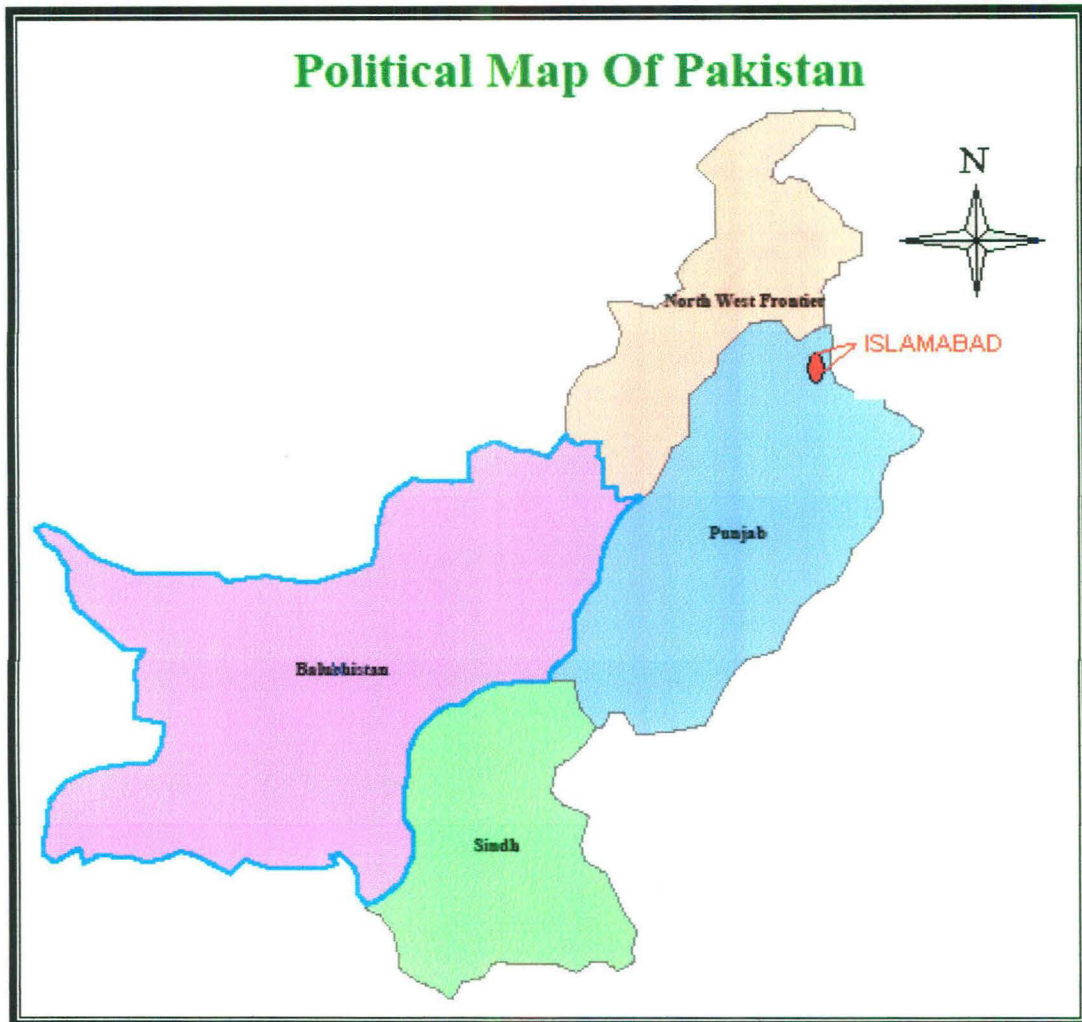 Political Map Of Pakistan
N
North West Frontier
ISLAMABAD
Punjab
Baluchistan
Sindh